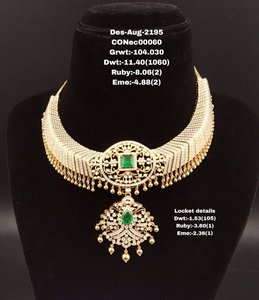 Des-Aug-2195
CONec00060
Grwt:-104.030
Dwt:-11.40(1060)
Ruby:-8.06(2)
Eme:-4.88(2)
Locket details
Dwt:-1.53(105)
Ruby:-3.60(1)
Eme:-2.36(1)